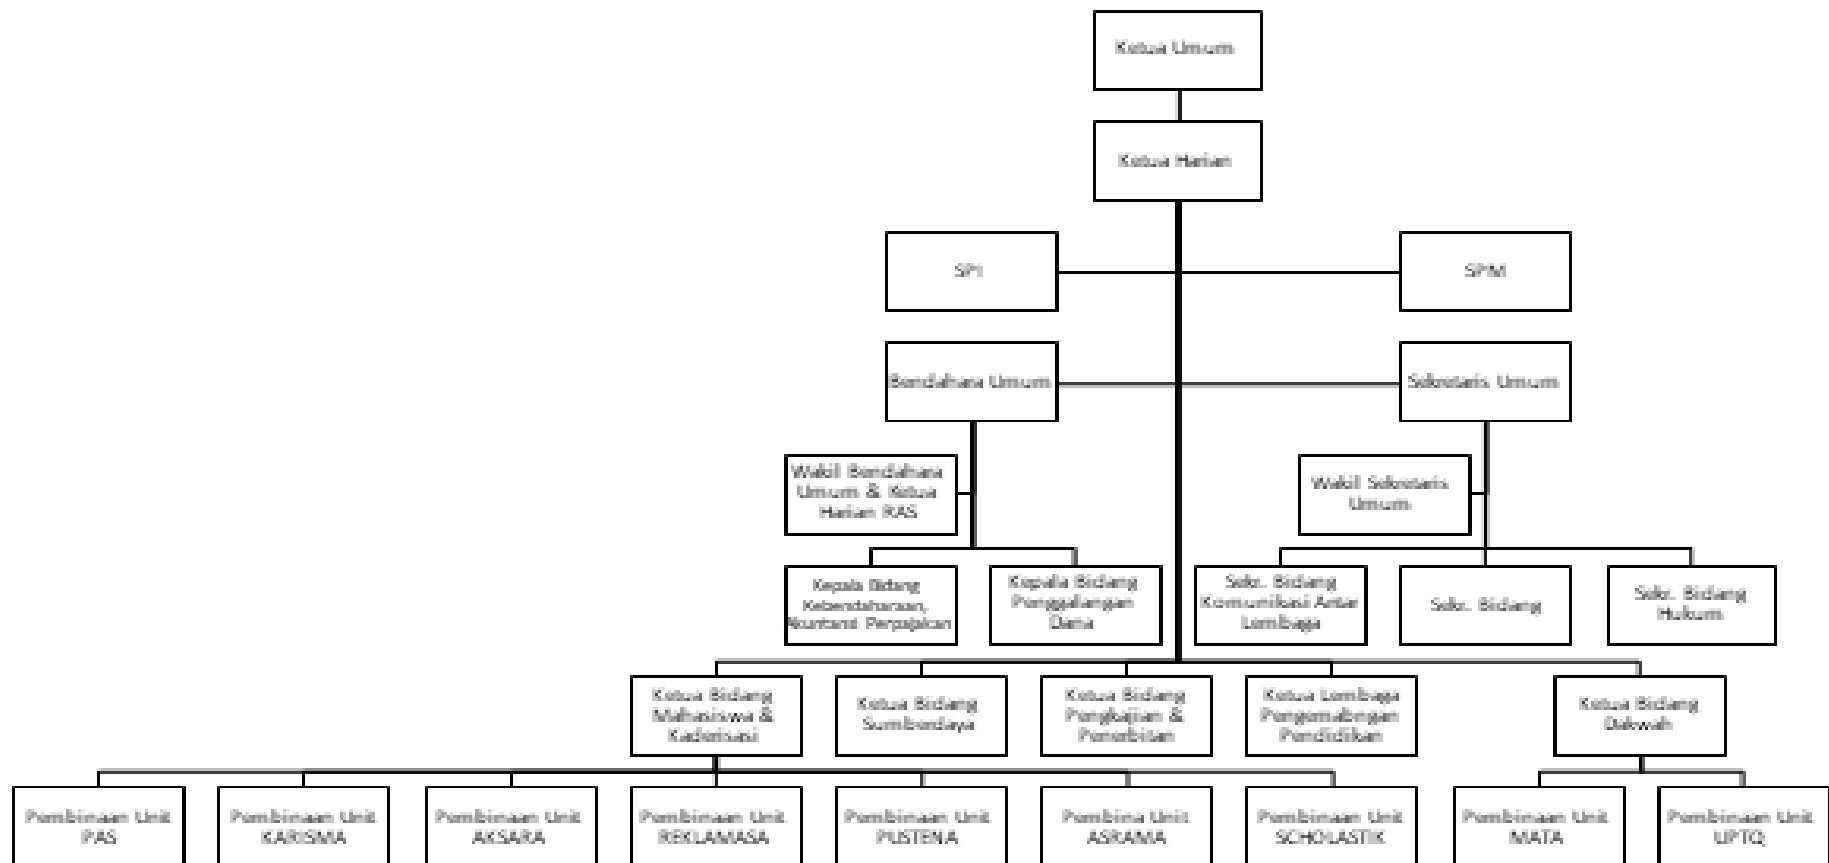 Ketua Umum
Ketua Harian
SPI
SPM
Bendahara Umum
Sekretaris Umum
Wakil Bendahara
Umum & Ketua
Harian RAS
Wakil Sekretaris
Umum
Kepala Bidang
Kebendaharaan,
Akuntansi Perpajakan
Kepala Bidang
Penggalangan
Dana
Sekr. Bidang
Komunikasi Antar
Lembaga
Sekr. Bidang
Sekr. Bidang
Hukum
Ketua Bidang
Mahasiswa &
Kaderisasi
Ketua Bidang
Sumberdaya
Ketua Bidang
Pengkajian &
Penerbitan
Ketua Lembaga
Pengemabngan
Pendidikan
Ketua Bidang
Dakwah
Pembinaan Unit
PAS
Pembinaan Unit
KARISMA
Pembinaan Unit
AKSARA
Pembinaan Unit
REKLAMASA
Pembinaan Unit
PUSTENA
Pembina Unit
ASRAMA
Pembinaan Unit
SCHOLASTIK
Pembinaan Unit
MATA
Pembinaan Unit
UPTQ